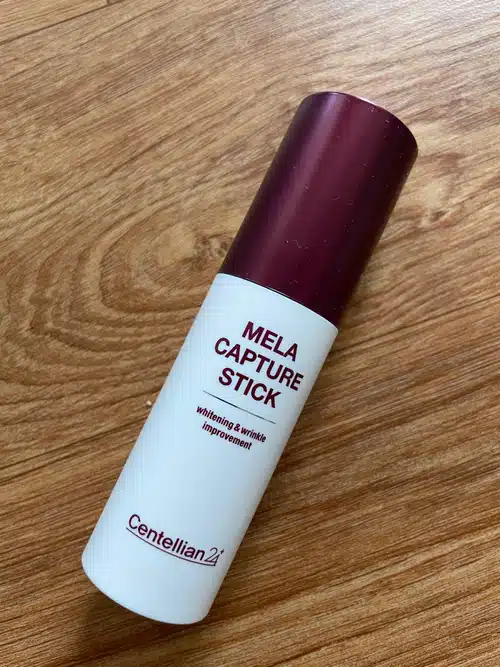 MELA
CAPTURE
STICK
whitening & wrinkle
improvement
Centellian24+